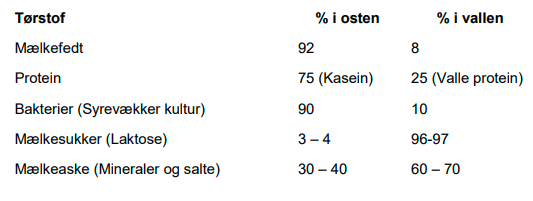 Tørstof % i osten % i vallen
Mælkefedt 92 8
Protein 75 (Kasein) 25 (Valle protein)
Bakterier (Syrevækker kultur) 90 10
Mælkesukker (Laktose) 3 – 4 96-97
Mælkeaske (Mineraler og salte) 30 – 40 60 – 70